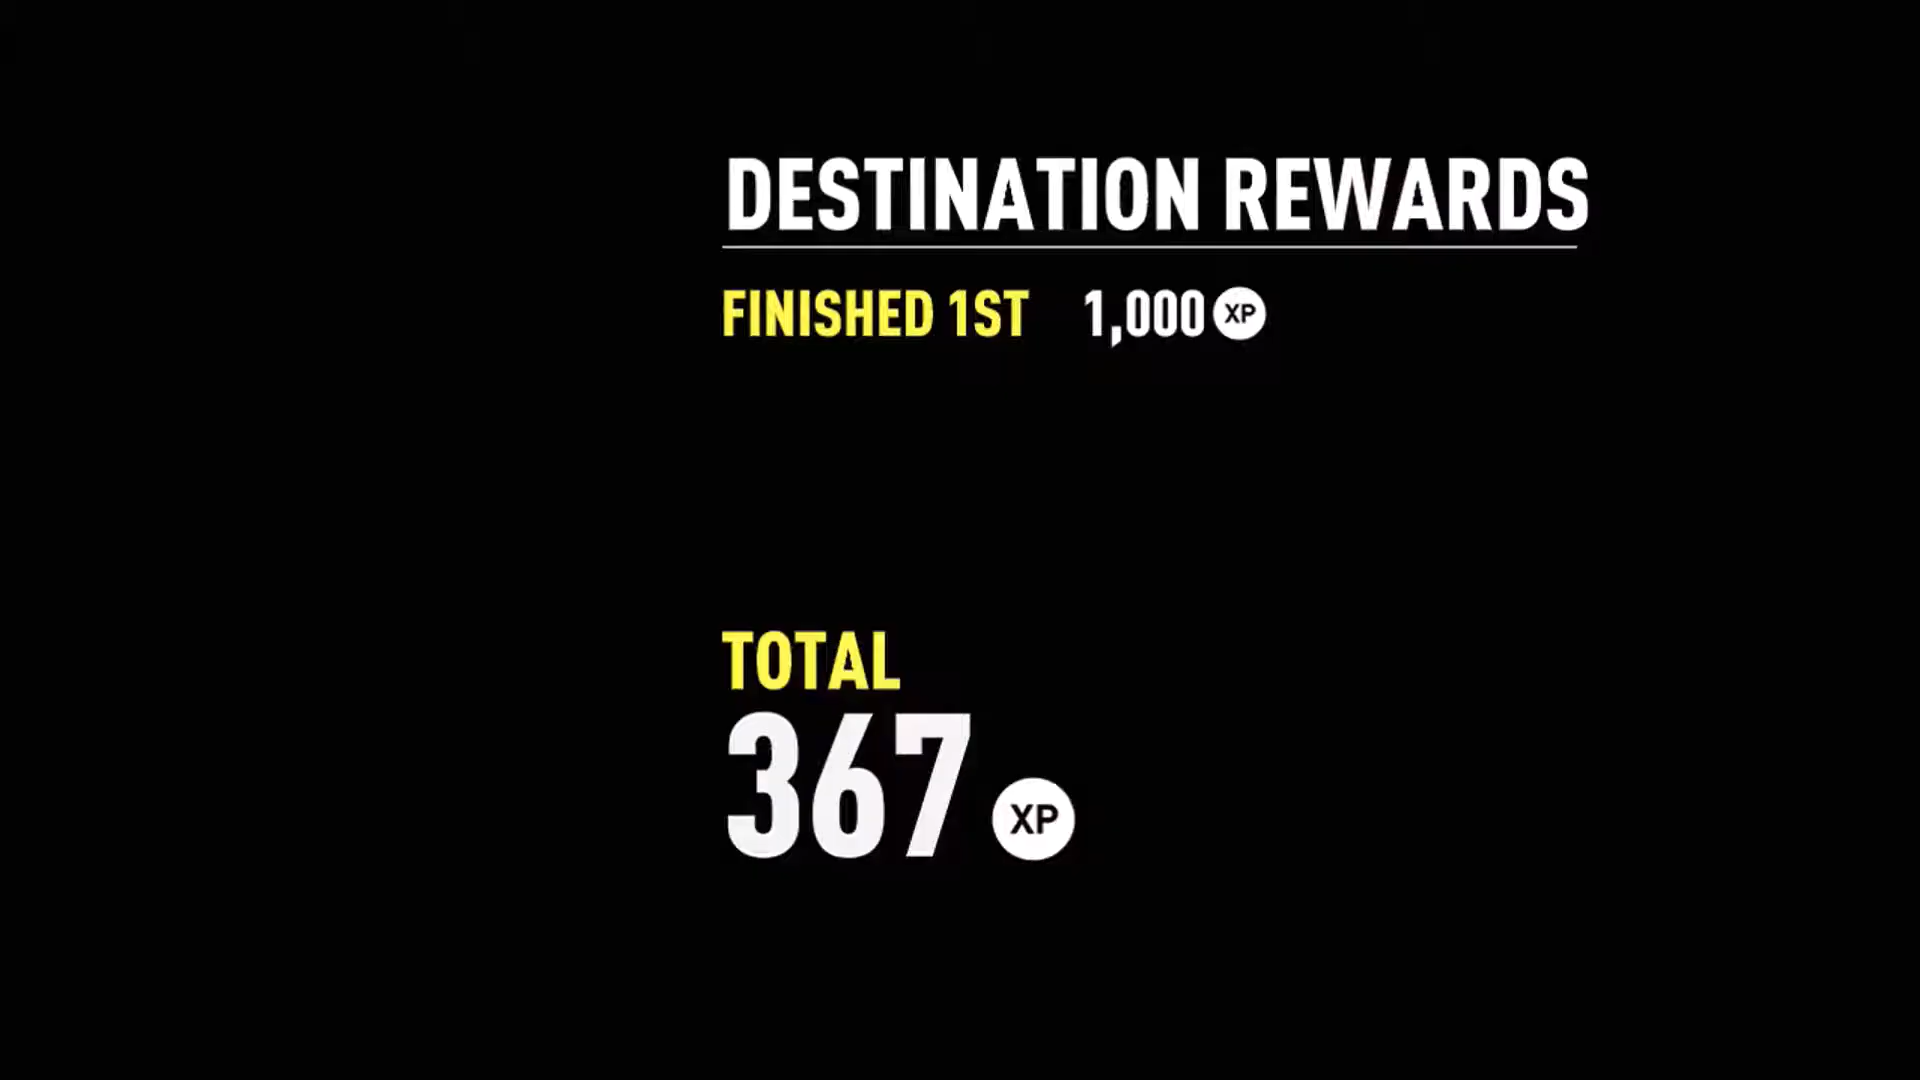 DESTINATION REWARDS
FINISHED 1ST 1,000 XP
TOTAL
367 XP